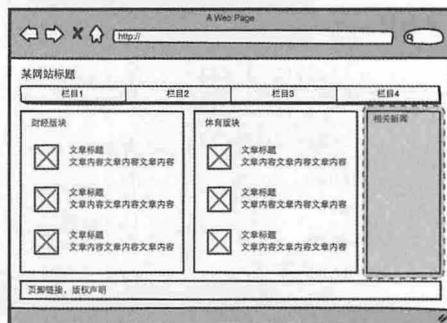 A Web Page
http://
某网站标题
栏目1 栏目2 栏目3 栏目4
财经版块
文章标题
文章内容文章内容文章内容
文章标题
文章内容文章内容文章内容
文章标题
文章内容文章内容文章内容
体育版块
文章标题
文章内容文章内容文章内容
文章标题
文章内容文章内容文章内容
文章标题
文章内容文章内容文章内容
相关新闻
页脚链接，版权声明